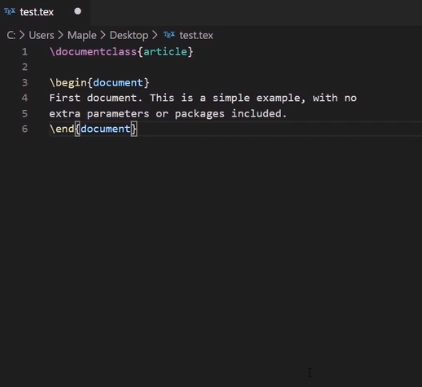 TEX test.tex
C: > Users > Maple > Desktop > TEX test.tex
1 \documentclass{article}
2
3 \begin{document}
4 First document. This is a simple example, with no
5 extra parameters or packages included.
6 \end{document}